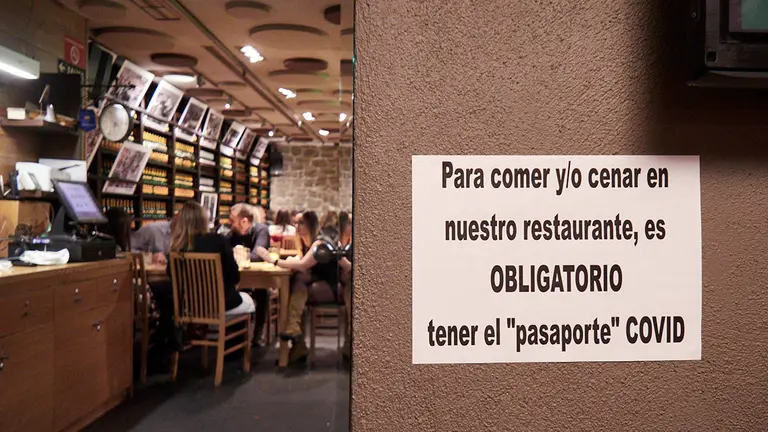 Para comer y/o cenar en
nuestro restaurante, es
OBLIGATORIO
tener el "pasaporte" COVID